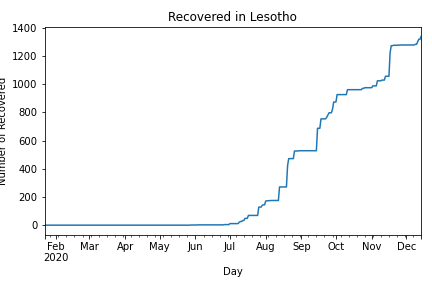 Recovered in Lesotho
Number of Recovered
1400
1200
1000
800
600
400
200
0
Feb Mar Apr May Jun Jul Aug Sep Oct Nov Dec
2020
Day